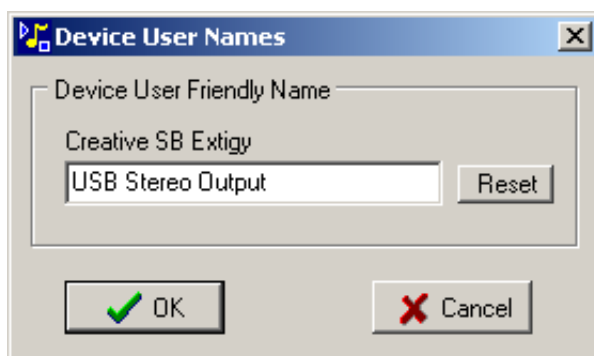 Device User Names
Device User Friendly Name
Creative SB Extigy
USB Stereo Output
Reset
OK
Cancel